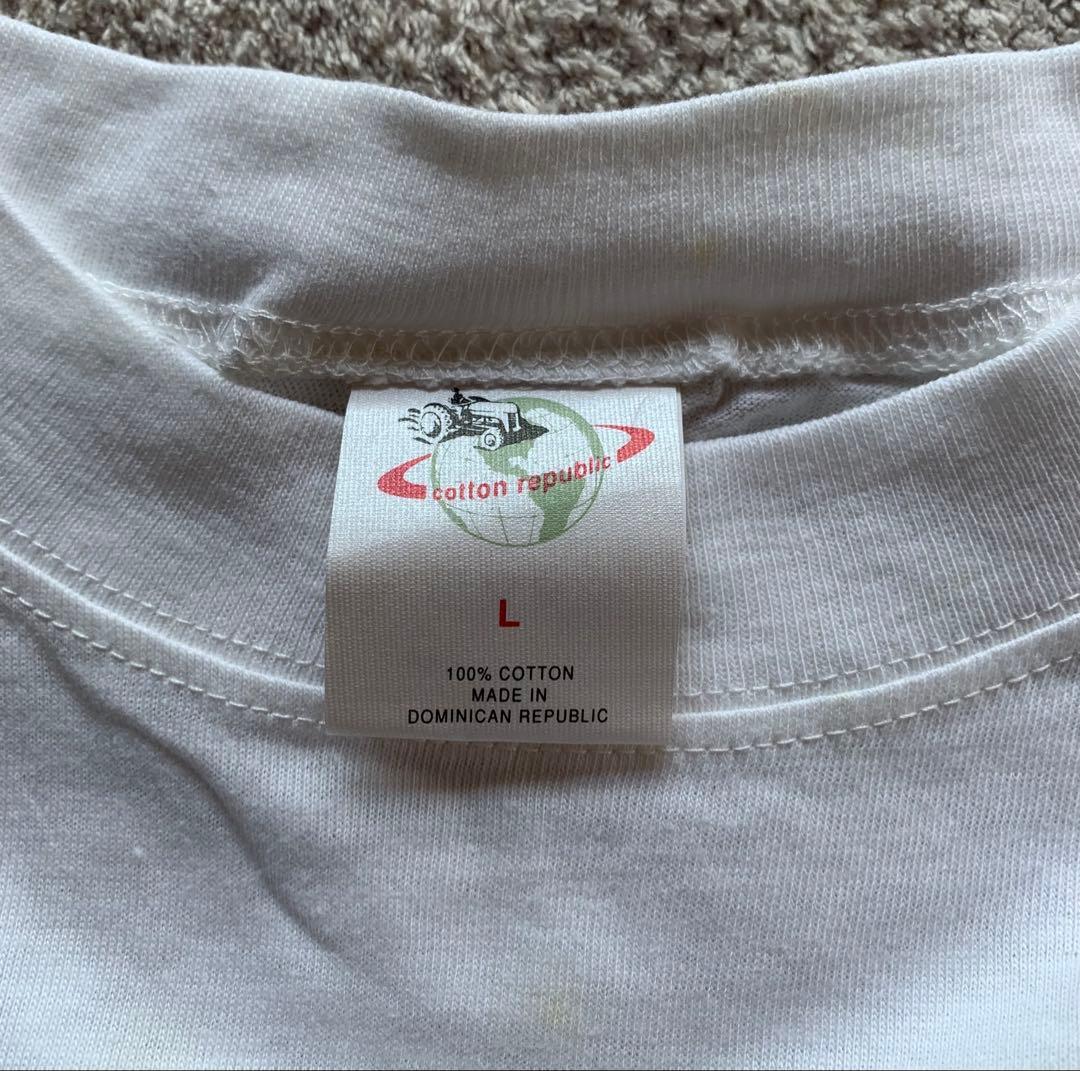 cotton republic
L
100% COTTON
MADE IN
DOMINICAN REPUBLIC